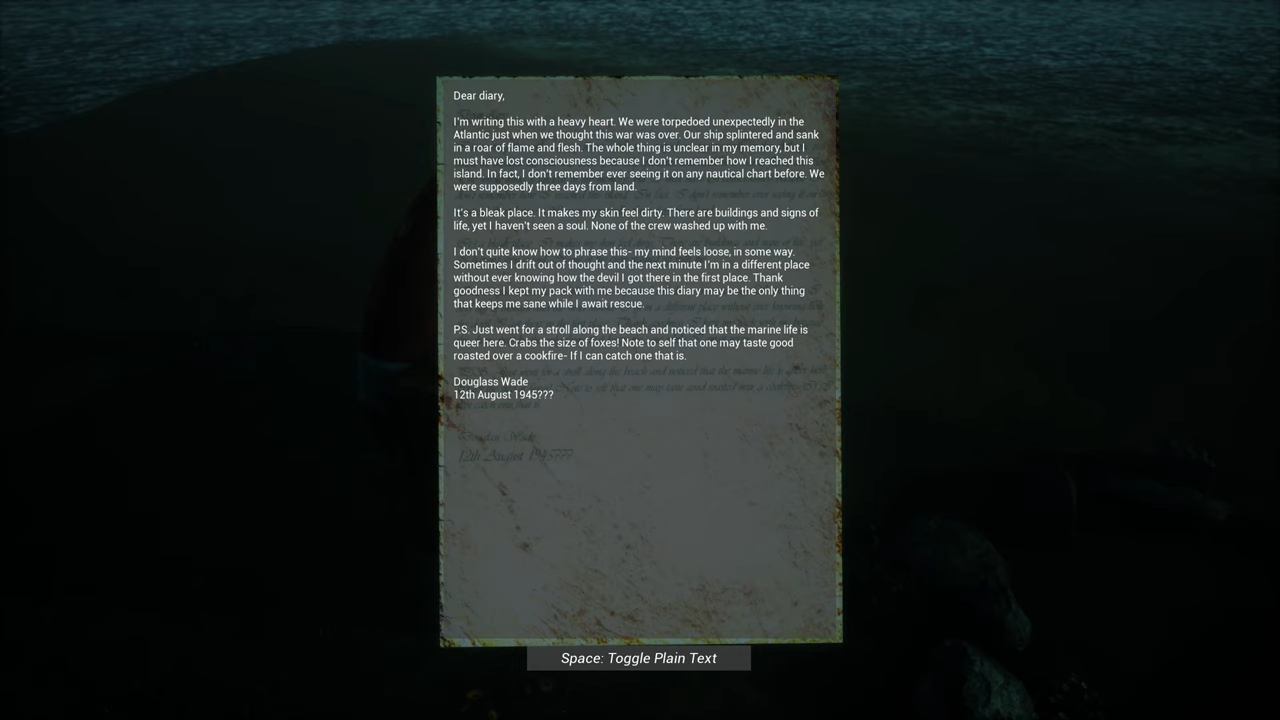 Dear diary,
I'm writing this with a heavy heart. We were torpedoed unexpectedly in the
Atlantic just when we thought this war was over. Our ship splintered and sank
in a roar of flame and flesh. The whole thing is unclear in my memory, but I
must have lost consciousness because I don't remember how I reached this
island. In fact, I don't remember ever seeing it on any nautical chart before. We
were supposedly three days from land.
It's a bleak place. It makes my skin feel dirty. There are buildings and signs of
life, yet I haven't seen a soul. None of the crew washed up with me.
I don't quite know how to phrase this- my mind feels loose, in some way.
Sometimes I drift out of thought and the next minute I'm in a different place
without ever knowing how the devil I got there in the first place. Thank
goodness I kept my pack with me because this diary may be the only thing
that keeps me sane while I await rescue.
P.S. Just went for a stroll along the beach and noticed that the marine life is
queer here. Crabs the size of foxes! Note to self that one may taste good
roasted over a cookfire- If I can catch one that is.
Douglass Wade
12th August 1945???
Douglass Wade
12th August 1945???
Space: Toggle Plain Text